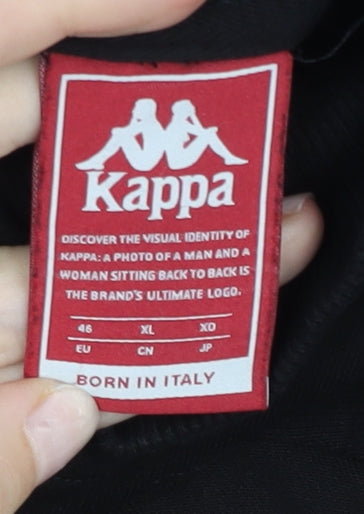 Kappa
DISCOVER THE VISUAL IDENTITY OF
KAPPA: A PHOTO OF A MAN AND A
WOMAN SITTING BACK TO BACK IS
THE BRAND'S ULTIMATE LOGO.
46 XL XO
EU CN JP
BORN IN ITALY